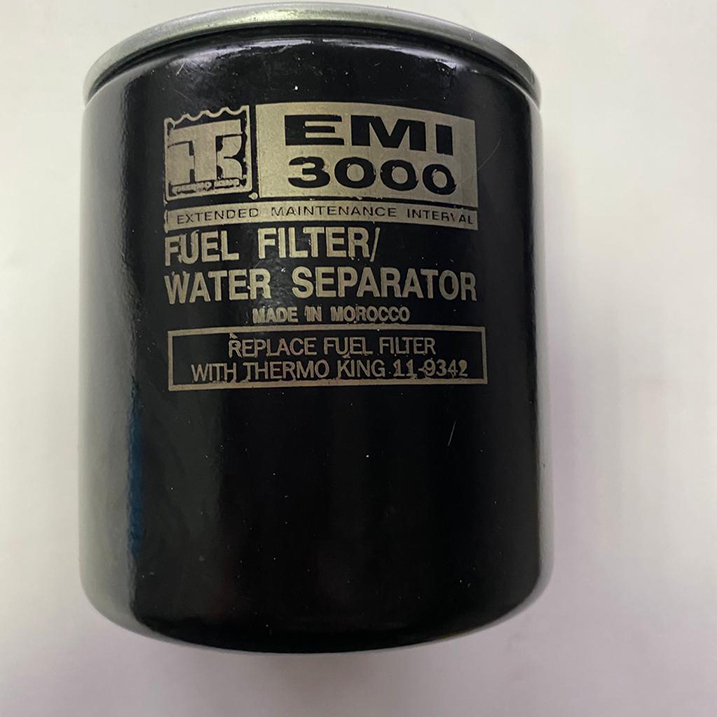 EMI
3000
EXTENDED MAINTENANCE INTERVAL
FUEL FILTER/
WATER SEPARATOR
MADE IN MOROCCO
REPLACE FUEL FILTER
WITH THERMO KING 11-9342